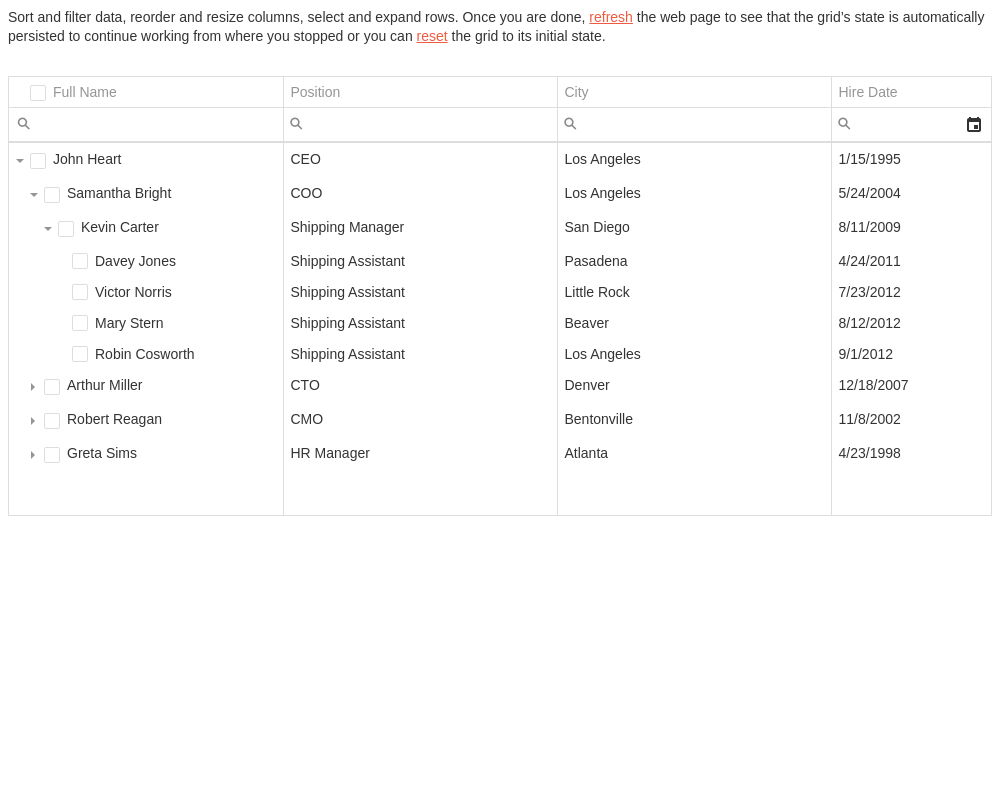 Sort and filter data, reorder and resize columns, select and expand rows. Once you are done, refresh the web page to see that the grid’s state is automatically
persisted to continue working from where you stopped or you can reset the grid to its initial state.
Full Name Position City Hire Date
John Heart CEO Los Angeles 1/15/1995
Samantha Bright COO Los Angeles 5/24/2004
Kevin Carter Shipping Manager San Diego 8/11/2009
Davey Jones Shipping Assistant Pasadena 4/24/2011
Victor Norris Shipping Assistant Little Rock 7/23/2012
Mary Stern Shipping Assistant Beaver 8/12/2012
Robin Cosworth Shipping Assistant Los Angeles 9/1/2012
Arthur Miller CTO Denver 12/18/2007
Robert Reagan CMO Bentonville 11/8/2002
Greta Sims HR Manager Atlanta 4/23/1998